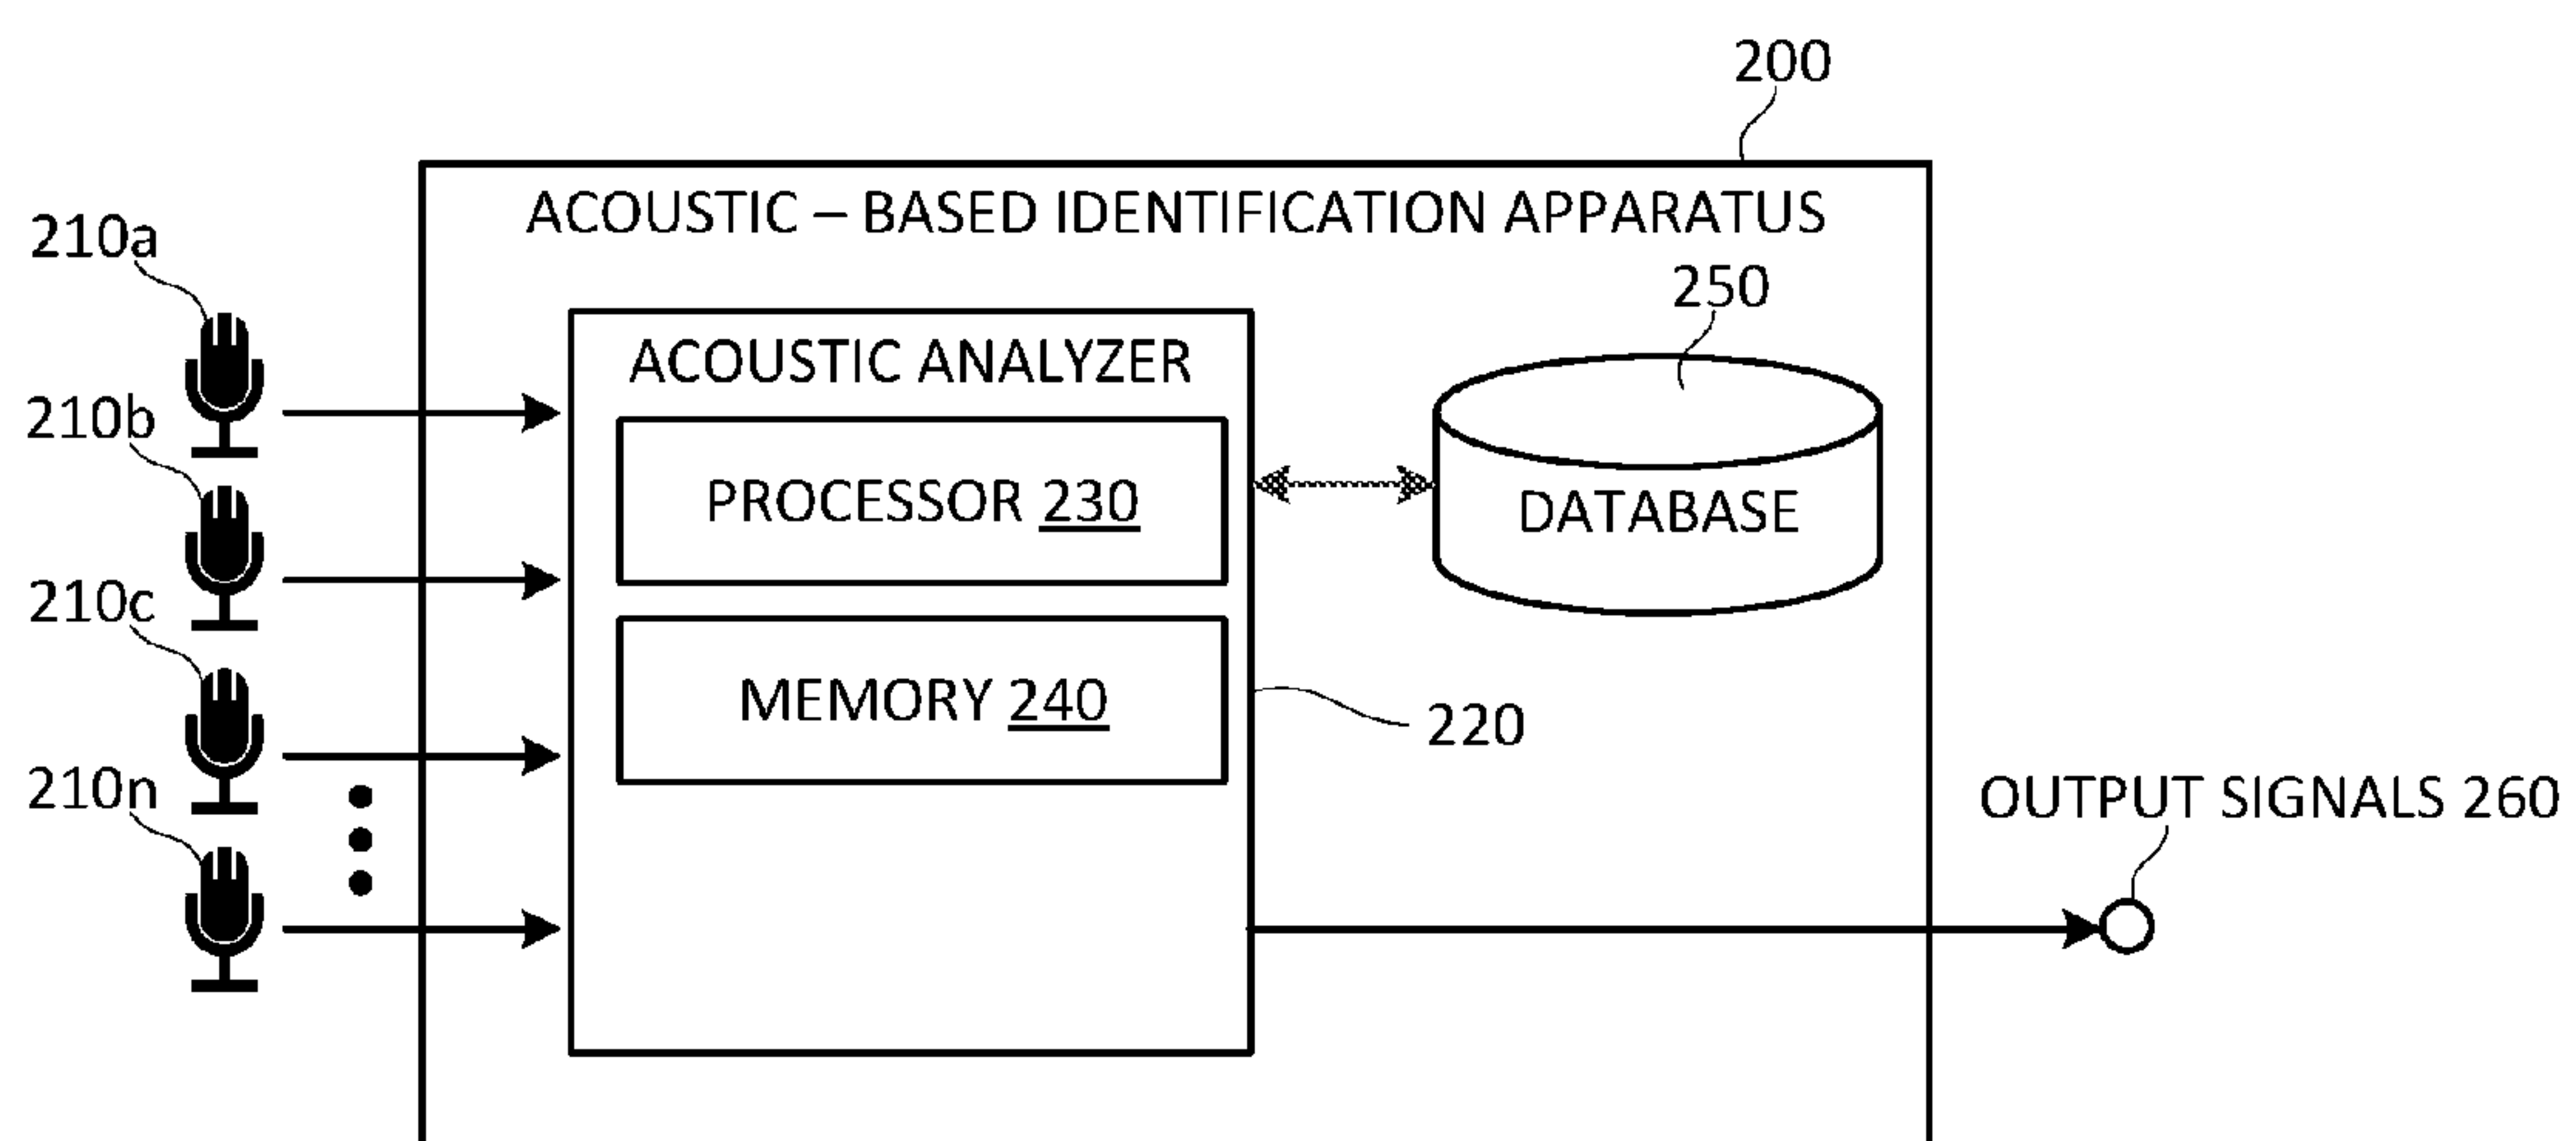 200
ACOUSTIC – BASED IDENTIFICATION APPARATUS
210a
250
ACOUSTIC ANALYZER
210b
PROCESSOR 230
DATABASE
210c
MEMORY 240
220
210n
OUTPUT SIGNALS 260